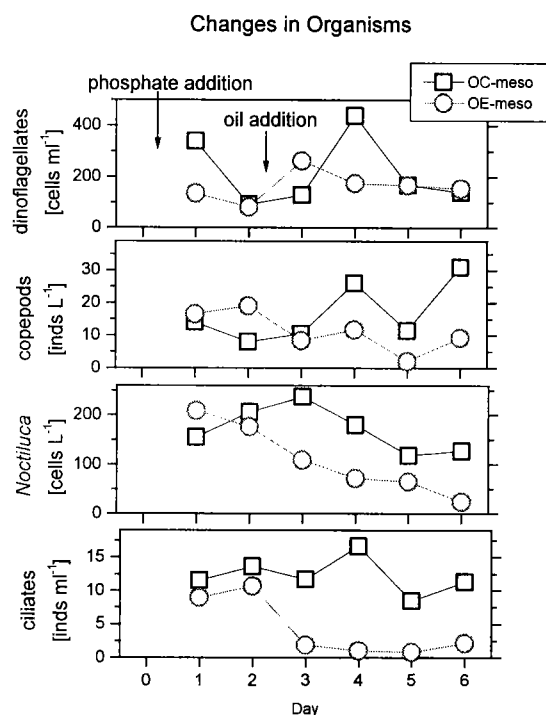 Changes in Organisms
phosphate addition
oil addition
OC-meso
OE-meso
dinoflagellates
[cells ml⁻¹]
400
200
0
copepods
[inds L⁻¹]
30
20
10
0
Noctiluca
[cells L⁻¹]
200
100
0
ciliates
[inds ml⁻¹]
15
10
5
0
0 1 2 3 4 5 6
Day